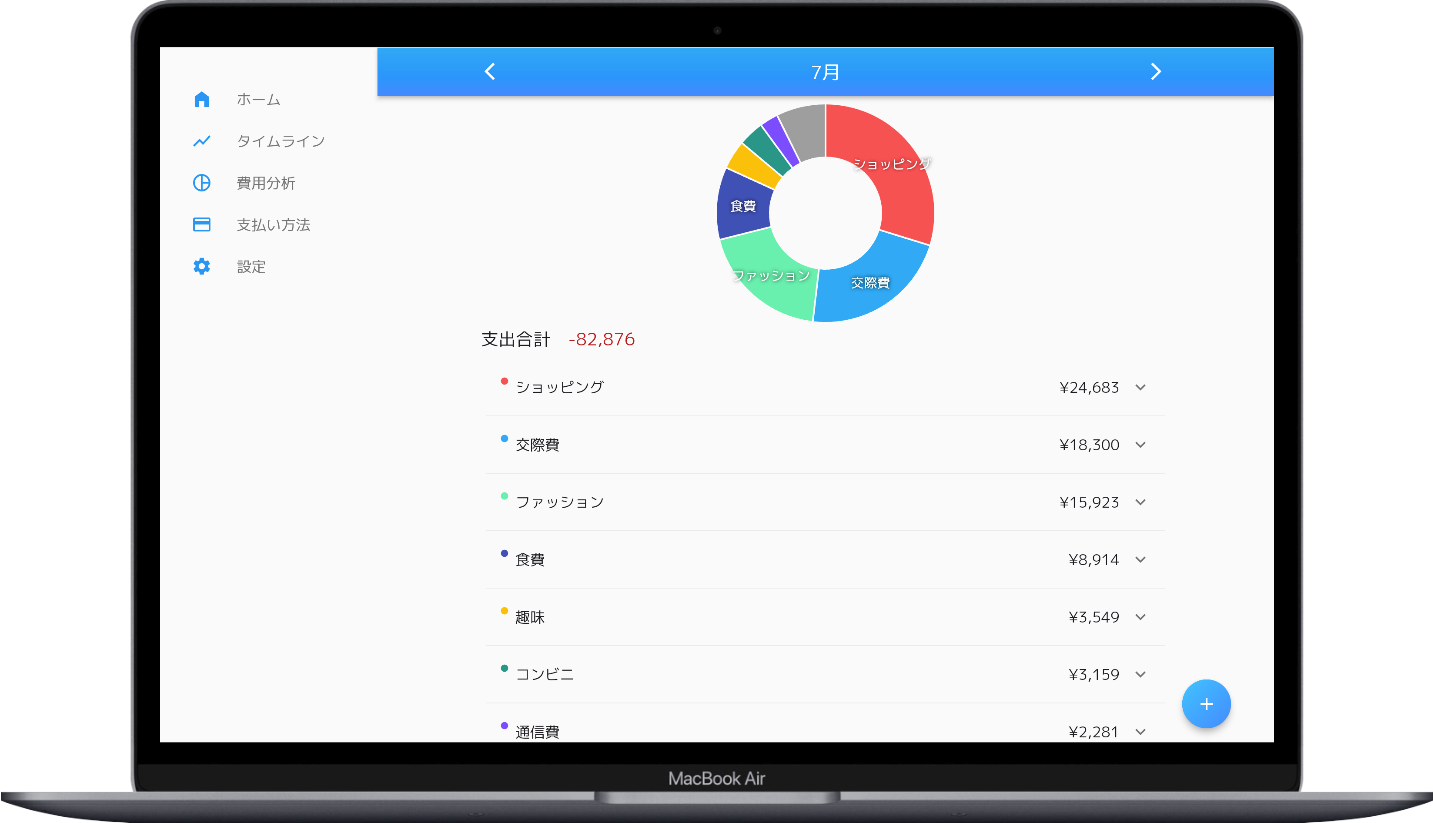 7月
ホーム
タイムライン
費用分析
支払い方法
設定
ショッピング
食費
ファッション
交際費
支出合計 -82,876
ショッピング ¥24,683
交際費 ¥18,300
ファッション ¥15,923
食費 ¥8,914
趣味 ¥3,549
コンビニ ¥3,159
通信費 ¥2,281
+
MacBook Air